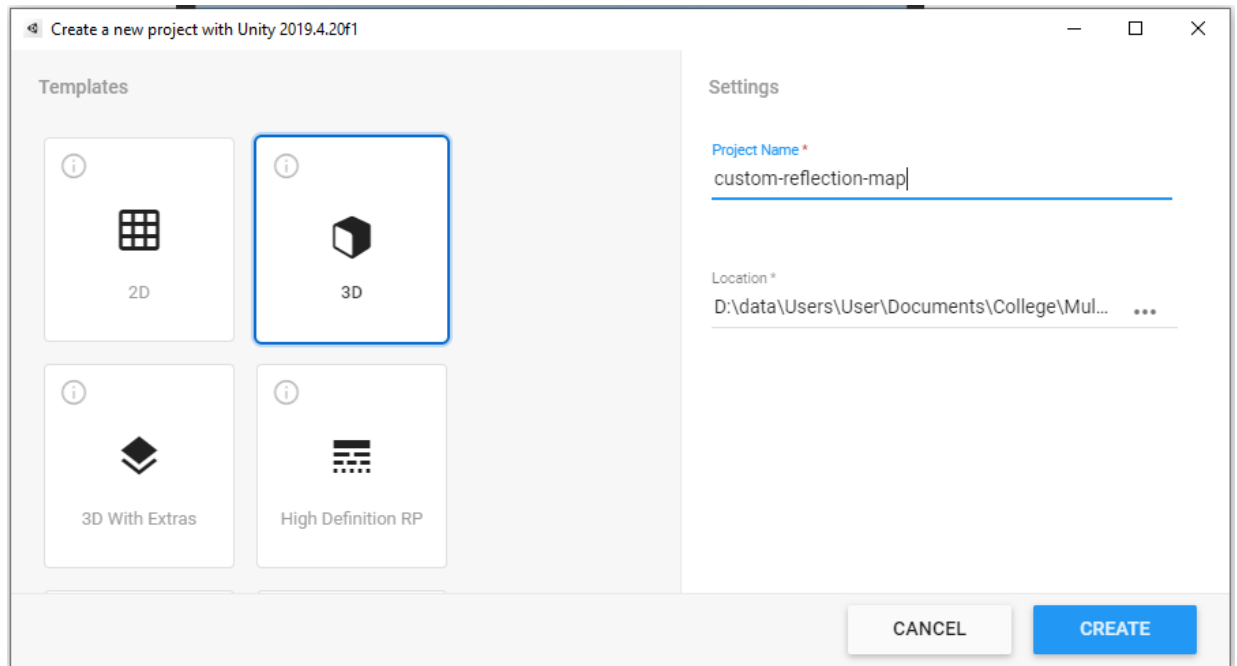 Create a new project with Unity 2019.4.20f1
Templates
2D
3D
3D With Extras
High Definition RP
Settings
Project Name *
custom-reflection-map
Location *
D:\data\Users\User\Documents\College\Mul... ...
CANCEL
CREATE